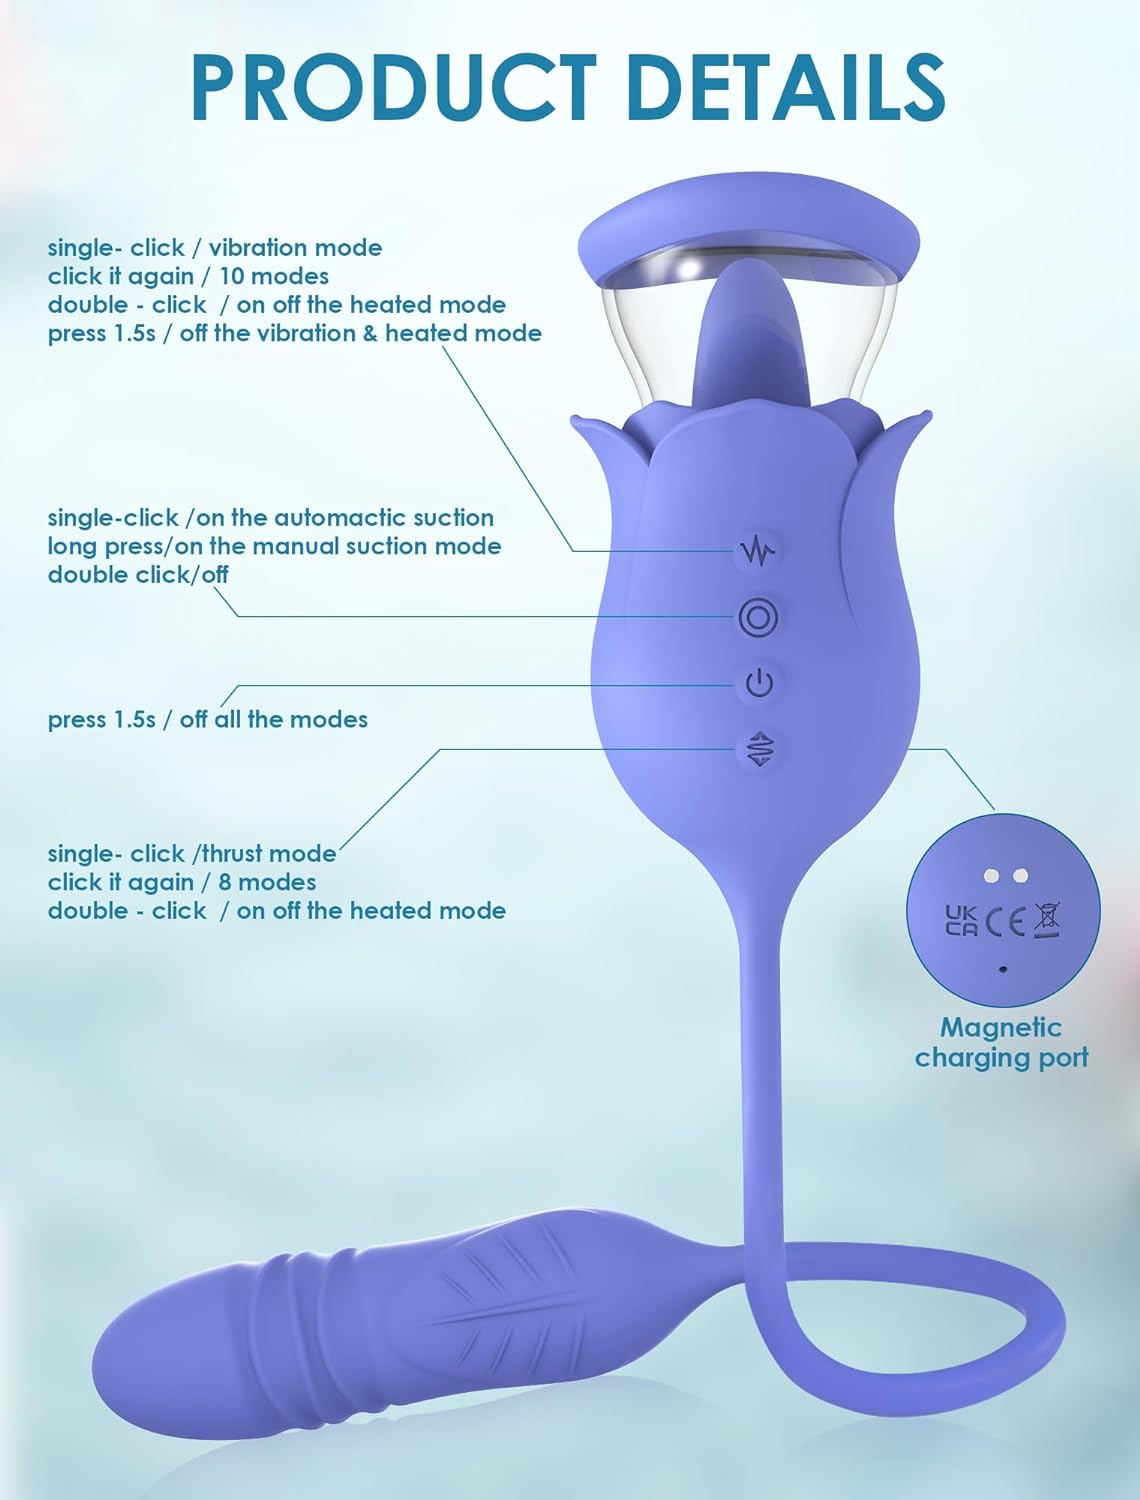 PRODUCT DETAILS
single- click / vibration mode
click it again / 10 modes
double - click / on off the heated mode
press 1.5s / off the vibration & heated mode
single-click /on the automactic suction
long press/on the manual suction mode
double click/off
press 1.5s / off all the modes
single- click /thrust mode
click it again / 8 modes
double - click / on off the heated mode
UK
CA CE
Magnetic
charging port